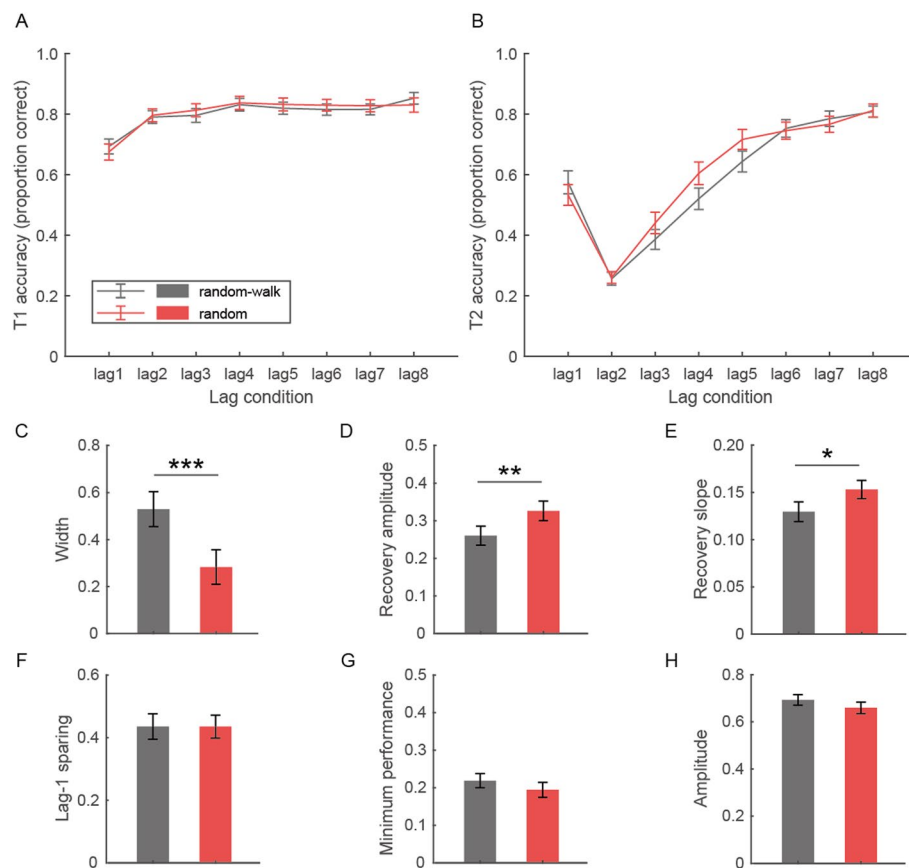 A
B
T1 accuracy (proportion correct)
1.0
0.8
0.6
0.4
0.2
0
random-walk
random
lag1 lag2 lag3 lag4 lag5 lag6 lag7 lag8
Lag condition
T2 accuracy (proportion correct)
1.0
0.8
0.6
0.4
0.2
0
lag1 lag2 lag3 lag4 lag5 lag6 lag7 lag8
Lag condition
C
Width
0.8
0.6
0.4
0.2
0
***
D
Recovery amplitude
0.5
0.4
0.3
0.2
0.1
0
**
E
Recovery slope
0.20
0.15
0.10
0.05
0
*
F
Lag-1 sparing
0.6
0.4
0.2
0
G
Minimum performance
0.5
0.4
0.3
0.2
0.1
0
H
Amplitude
0.8
0.6
0.4
0.2
0